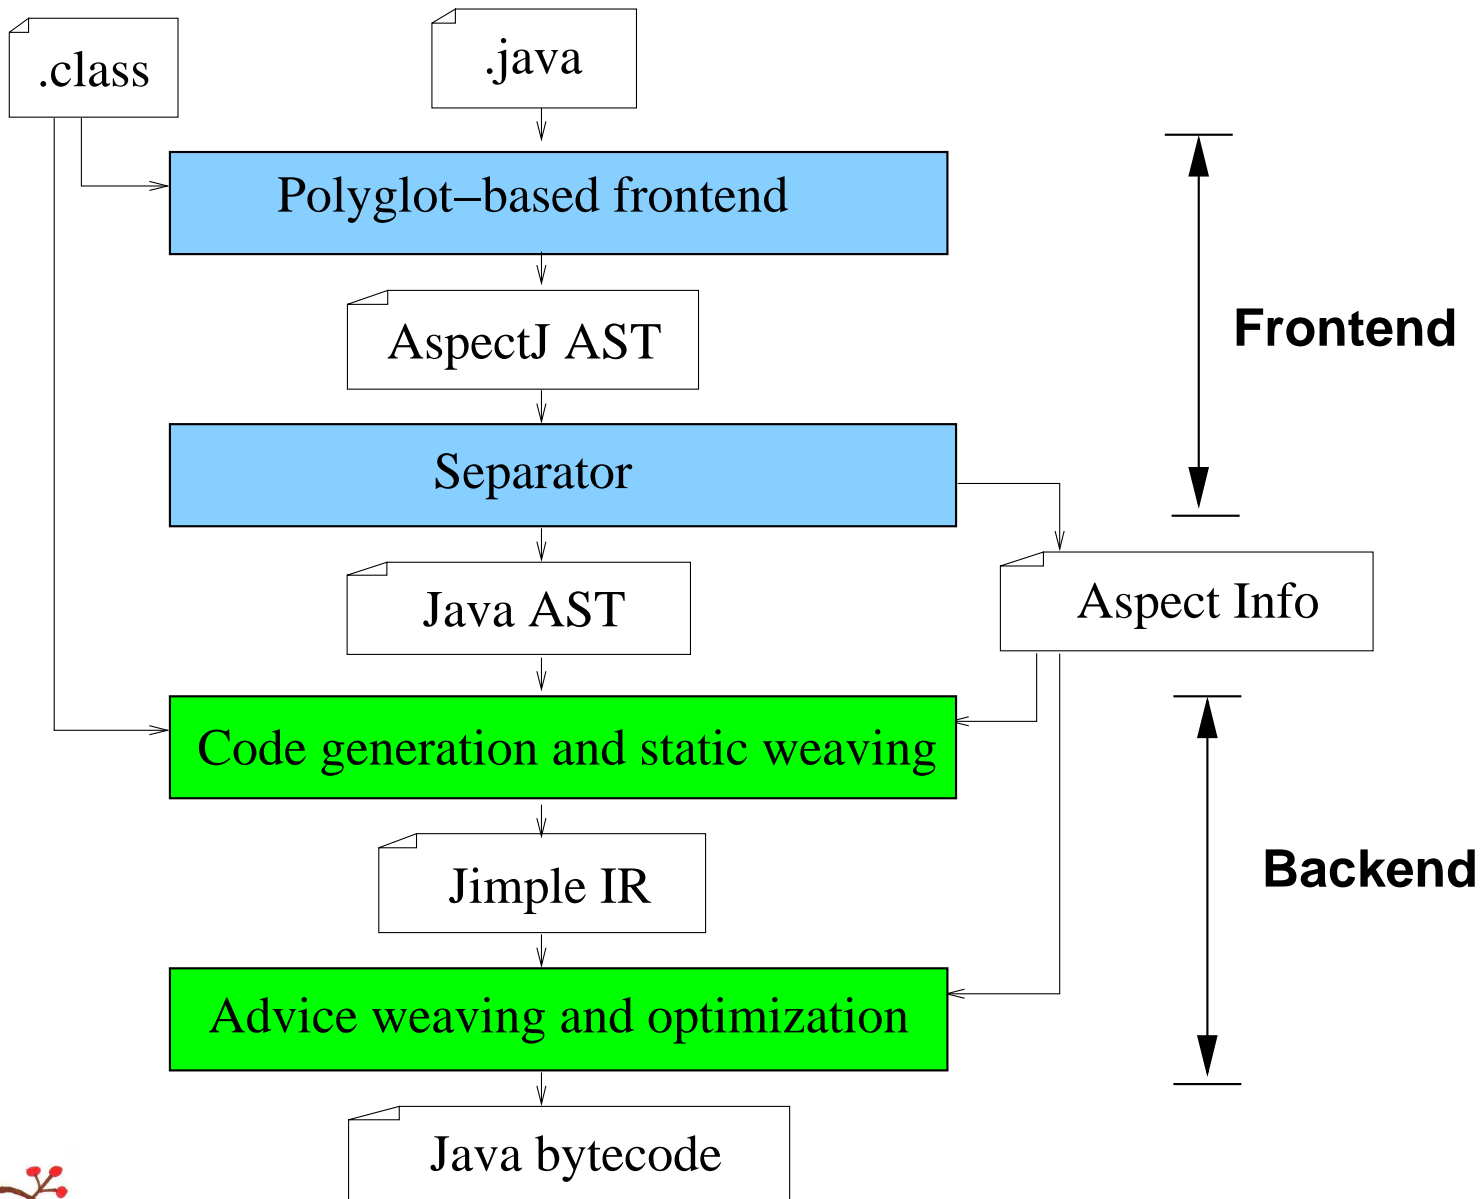 .class
.java
Polyglot−based frontend
AspectJ AST
Frontend
Separator
Java AST
Aspect Info
Code generation and static weaving
Jimple IR
Backend
Advice weaving and optimization
Java bytecode